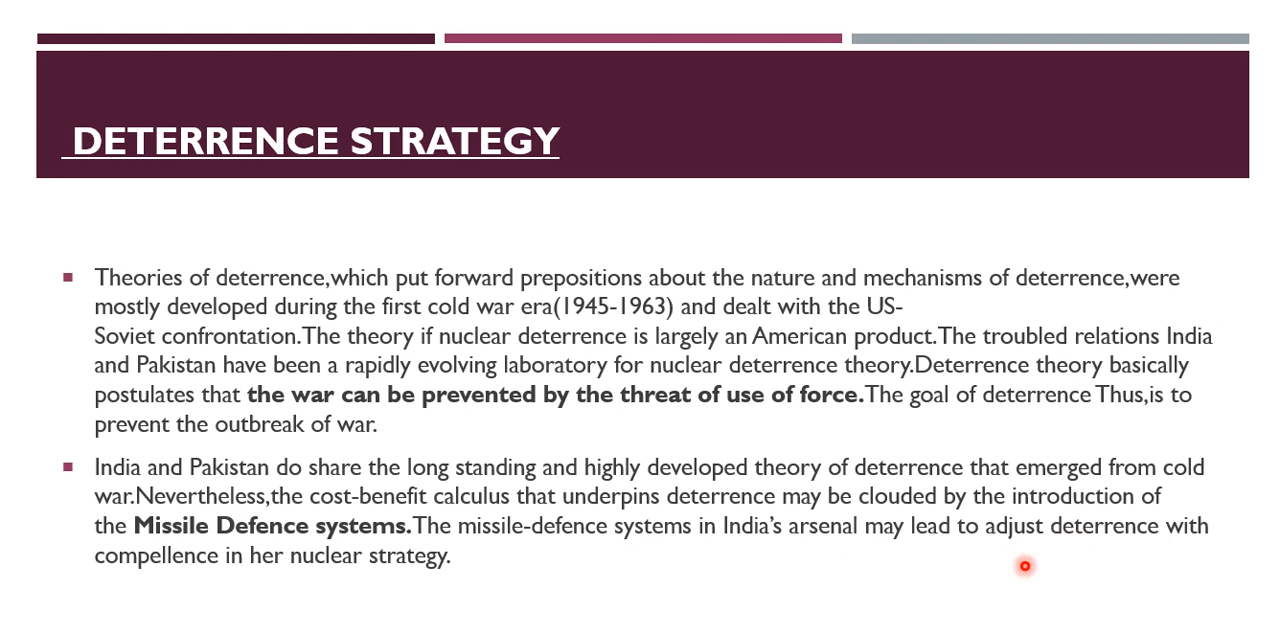 DETERRENCE STRATEGY
Theories of deterrence,which put forward prepositions about the nature and mechanisms of deterrence,were
mostly developed during the first cold war era(1945-1963) and dealt with the US-
Soviet confrontation.The theory if nuclear deterrence is largely an American product.The troubled relations India
and Pakistan have been a rapidly evolving laboratory for nuclear deterrence theory.Deterrence theory basically
postulates that the war can be prevented by the threat of use of force.The goal of deterrence Thus,is to
prevent the outbreak of war.
India and Pakistan do share the long standing and highly developed theory of deterrence that emerged from cold
war.Nevertheless,the cost-benefit calculus that underpins deterrence may be clouded by the introduction of
the Missile Defence systems.The missile-defence systems in India’s arsenal may lead to adjust deterrence with
compellence in her nuclear strategy.